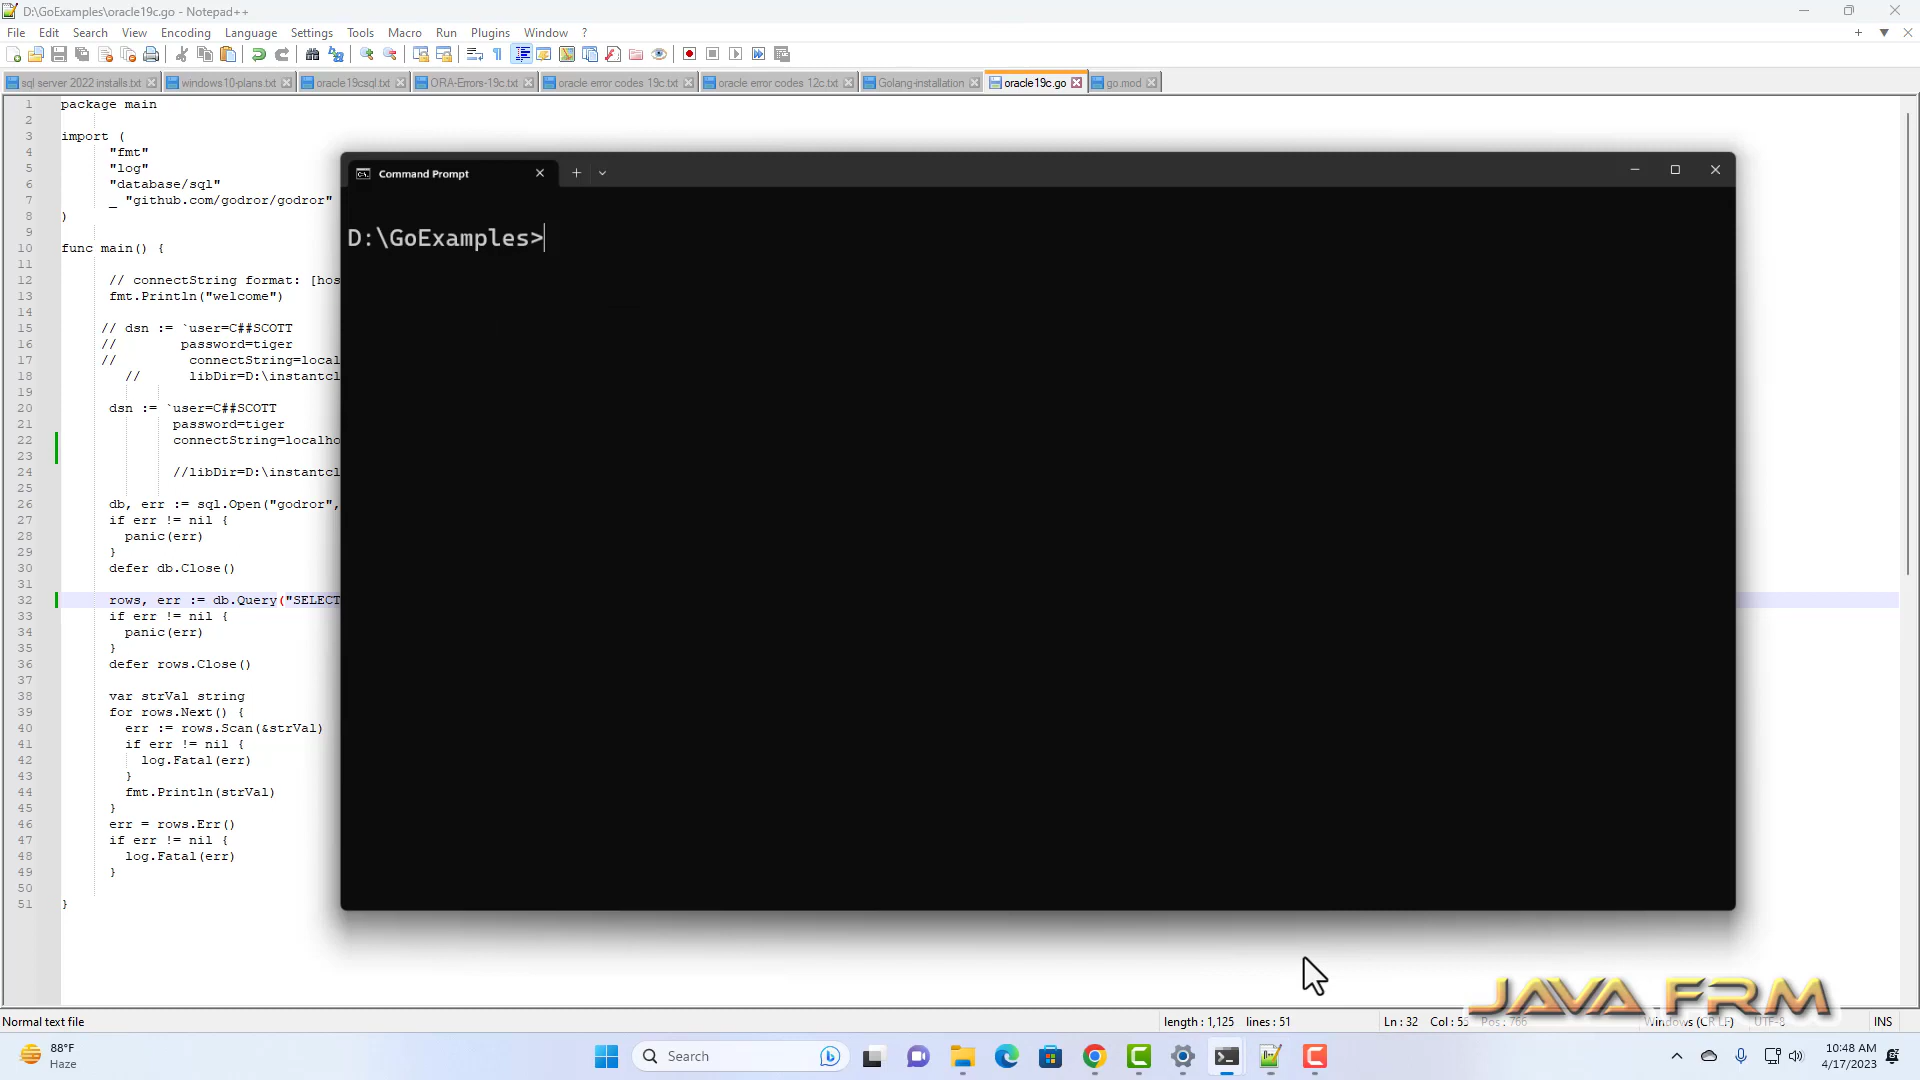 D:\GoExamples\oracle19c.go - Notepad++
File Edit Search View Encoding Language Settings Tools Macro Run Plugins Window ?
sql server 2022 installs.txt windows10-plans.txt oracle19csql.txt ORA-Errors-19c.txt oracle error codes 19c.txt oracle error codes 12c.txt Golang-installation oracle19c.go go.mod
1 package main
2
3 import (
4 "fmt"
5 "log"
6 "database/sql"
7 _ "github.com/godror/godror"
8 )
9
10 func main() {
11
12 // connectString format: [hos
13 fmt.Println("welcome")
14
15 // dsn := `user=C##SCOTT
16 // password=tiger
17 // connectString=local
18 // libDir=D:\instantcl
19
20 dsn := `user=C##SCOTT
21 password=tiger
22 connectString=localho
23
24 //libDir=D:\instantcl
25
26 db, err := sql.Open("godror",
27 if err != nil {
28 panic(err)
29 }
30 defer db.Close()
31
32 rows, err := db.Query("SELECT
33 if err != nil {
34 panic(err)
35 }
36 defer rows.Close()
37
38 var strVal string
39 for rows.Next() {
40 err := rows.Scan(&strVal)
41 if err != nil {
42 log.Fatal(err)
43 }
44 fmt.Println(strVal)
45 }
46 err = rows.Err()
47 if err != nil {
48 log.Fatal(err)
49 }
50
51 }
Command Prompt
D:\GoExamples>
JAVA FRM
Normal text file length : 1,125 lines : 51 Ln : 32 Col : 55 Pos : 766 Windows (CR LF) UTF-8 INS
88°F
Haze
Search
10:48 AM
4/17/2023